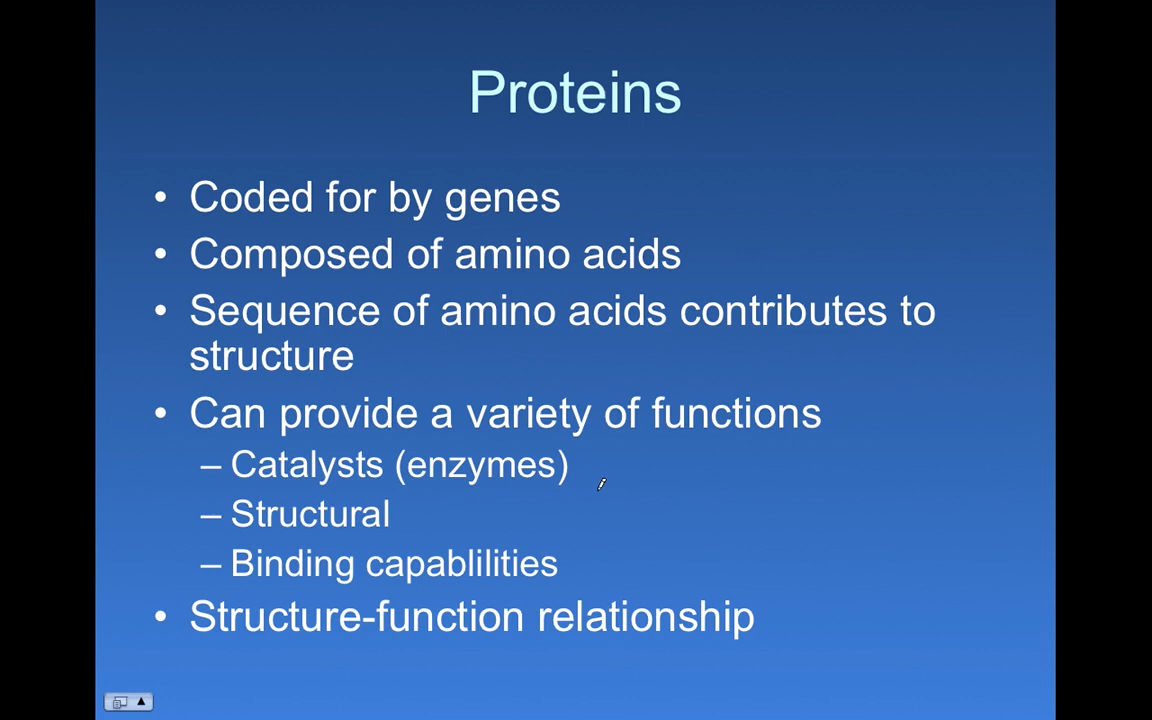 Proteins
• Coded for by genes
• Composed of amino acids
• Sequence of amino acids contributes to
structure
• Can provide a variety of functions
– Catalysts (enzymes)
– Structural
– Binding capablilities
• Structure-function relationship